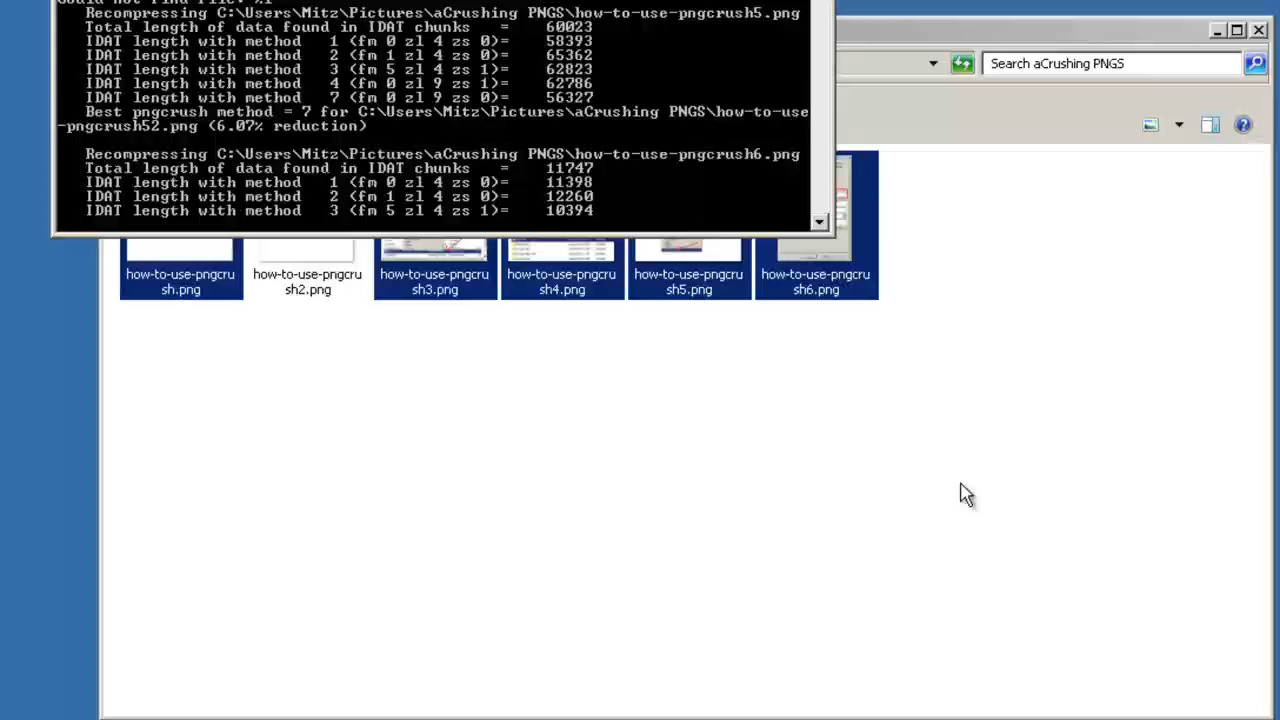 Could not find file: %1
Recompressing C:\Users\Mitz\Pictures\aCrushing PNGS\how-to-use-pngcrush5.png
Total length of data found in IDAT chunks    =    60023
IDAT length with method   1 (fm 0 zl 4 zs 0)=    58393
IDAT length with method   2 (fm 1 zl 4 zs 0)=    65362
IDAT length with method   3 (fm 5 zl 4 zs 1)=    62823
IDAT length with method   4 (fm 0 zl 9 zs 1)=    62786
IDAT length with method   7 (fm 0 zl 9 zs 0)=    56327
Best pngcrush method = 7 for C:\Users\Mitz\Pictures\aCrushing PNGS\how-to-use
-pngcrush52.png (6.07% reduction)
Recompressing C:\Users\Mitz\Pictures\aCrushing PNGS\how-to-use-pngcrush6.png
Total length of data found in IDAT chunks    =    11747
IDAT length with method   1 (fm 0 zl 4 zs 0)=    11398
IDAT length with method   2 (fm 1 zl 4 zs 0)=    12260
IDAT length with method   3 (fm 5 zl 4 zs 1)=    10394
Search aCrushing PNGS
how-to-use-pngcru
sh.png
how-to-use-pngcru
sh2.png
how-to-use-pngcru
sh3.png
how-to-use-pngcru
sh4.png
how-to-use-pngcru
sh5.png
how-to-use-pngcru
sh6.png